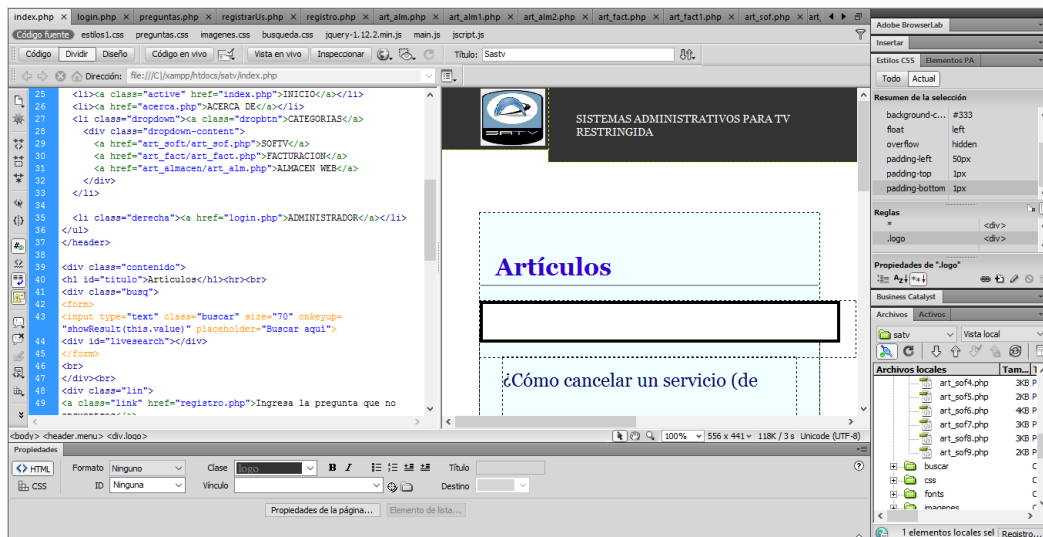 index.php × login.php × preguntas.php × registrarUs.php × registro.php × art_alm.php × art_alm1.php × art_alm2.php × art_fact.php × art_fact1.php × art_sof.php × art_
Código fuente estilos1.css preguntas.css imagenes.css busqueda.css jquery-1.12.2.min.js main.js jscript.js
Código Dividir Diseño Código en vivo Vista en vivo Inspeccionar Título: Sastv
Dirección: file:///C|/xampp/htdocs/satv/index.php
25 <li><a class="active" href="index.php">INICIO</a></li>
26 <li><a href="acerca.php">ACERCA DE</a></li>
27 <li class="dropdown"><a class="dropbtn">CATEGORIAS</a>
28 <div class="dropdown-content">
29 <a href="art_soft/art_sof.php">SOFTV</a>
30 <a href="art_fact/art_fact.php">FACTURACION</a>
31 <a href="art_almacen/art_alm.php">ALMACEN WEB</a>
32 </div>
33 </li>
34
35 <li class="derecha"><a href="login.php">ADMINISTRADOR</a></li>
36 </ul>
37 </header>
38
39 <div class="contenido">
40 <h1 id="titulo">Artículos</h1><hr><br>
41 <div class="busq">
42 <form>
43 <input type="text" class="buscar" size="70" onkeyup=
"showResult(this.value)" placeholder="Buscar aquí">
44 <div id="livesearch"></div>
45 </form>
46 <br>
47 </div><br>
48 <div class="lin">
49 <a class="link" href="registro.php">Ingresa la pregunta que no
SATV
SISTEMAS ADMINISTRATIVOS PARA TV
RESTRINGIDA
Artículos
¿Cómo cancelar un servicio (de
<body> <header.menu> <div.logo>
100% 556 x 441 118K / 3 s Unicode (UTF-8)
Propiedades
<> HTML Formato Ninguno Clase logo B I Título
CSS ID Ninguna Vínculo Destino
Propiedades de la página... Elemento de lista...
Adobe BrowserLab
Insertar
Estilos CSS Elementos PA
Todo Actual
Resumen de la selección
background-c... #333
float left
overflow hidden
padding-left 50px
padding-top 1px
padding-bottom 1px
Reglas
* <div>
.logo <div>
Propiedades de ".logo"
Business Catalyst
Archivos Activos
satv Vista local
Archivos locales Tam... T
art_sof4.php 3KB P
art_sof5.php 2KB P
art_sof6.php 4KB P
art_sof7.php 3KB P
art_sof8.php 3KB P
art_sof9.php 2KB P
buscar C
css C
fonts C
imagenes C
1 elementos locales sel Registro...